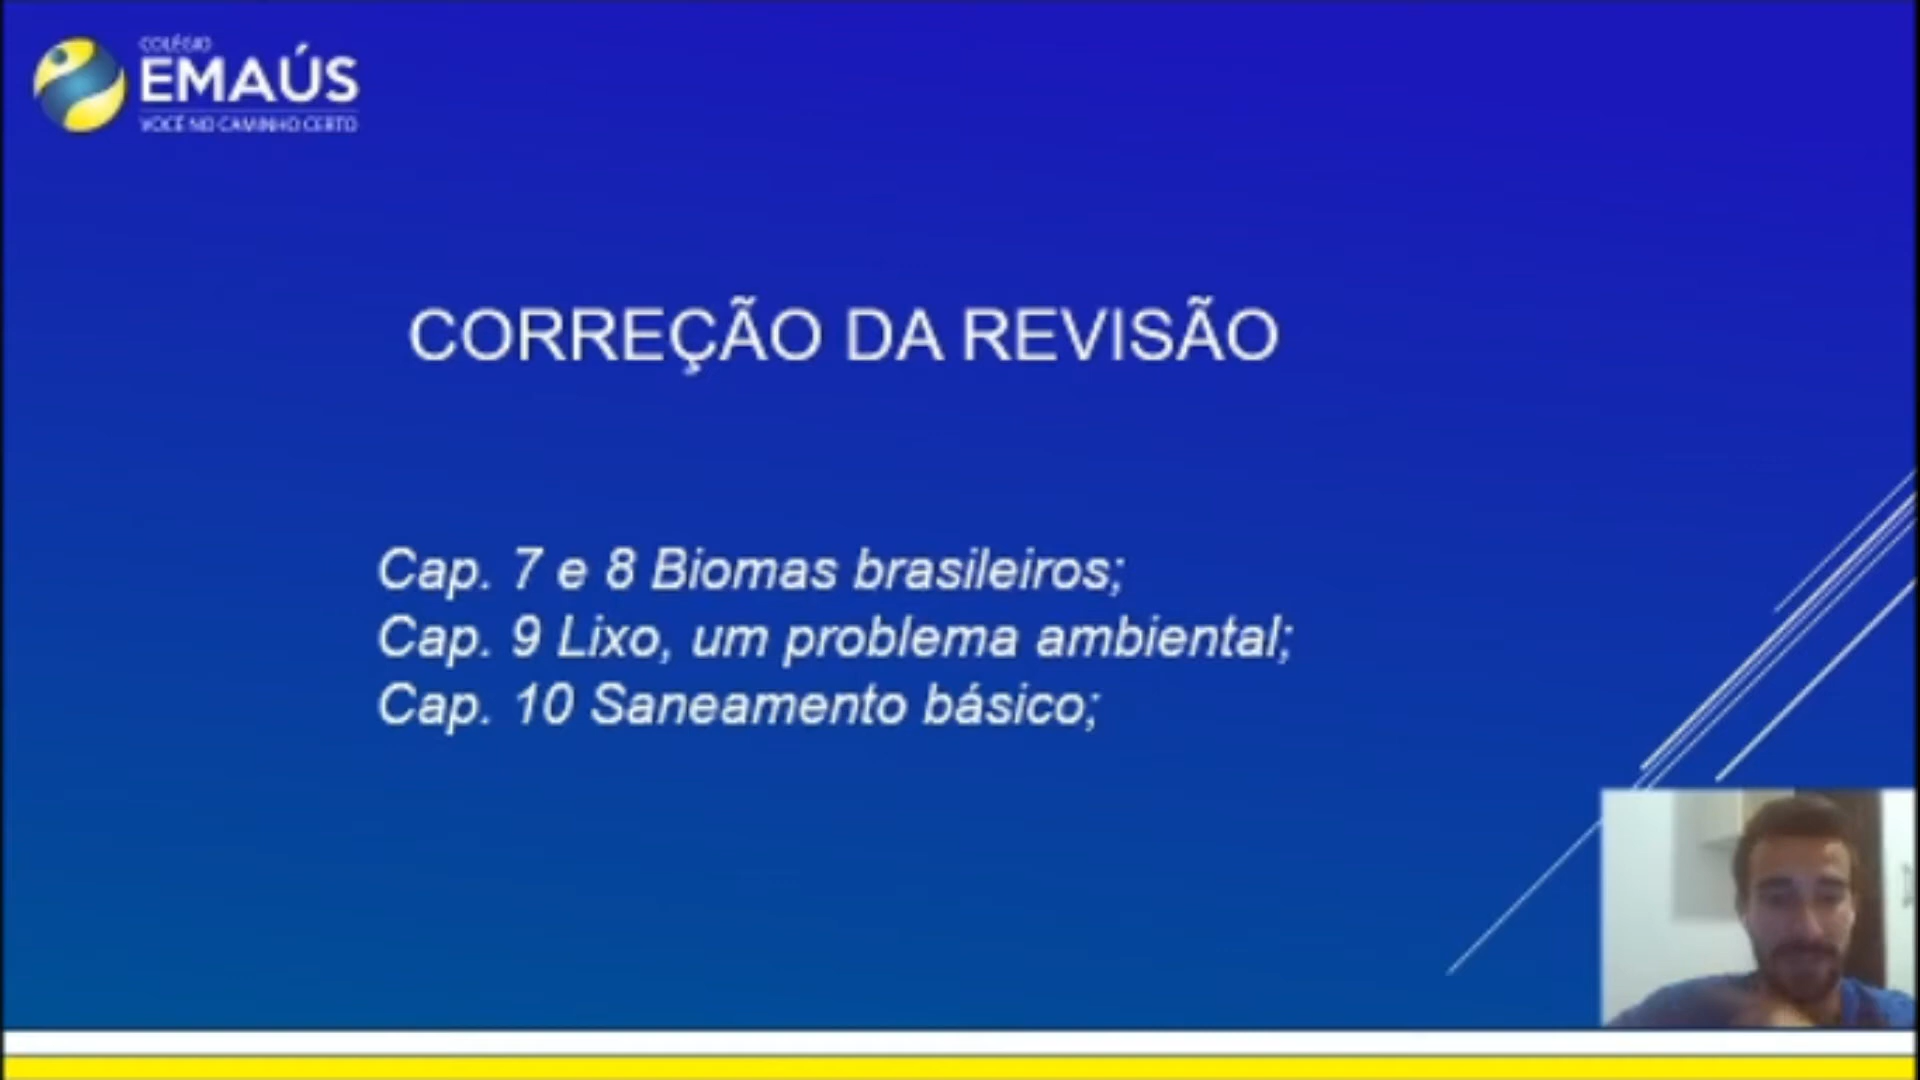 COLÉGIO
EMAÚS
VOCÊ NO CAMINHO CERTO
CORREÇÃO DA REVISÃO
Cap. 7 e 8 Biomas brasileiros;
Cap. 9 Lixo, um problema ambiental;
Cap. 10 Saneamento básico;